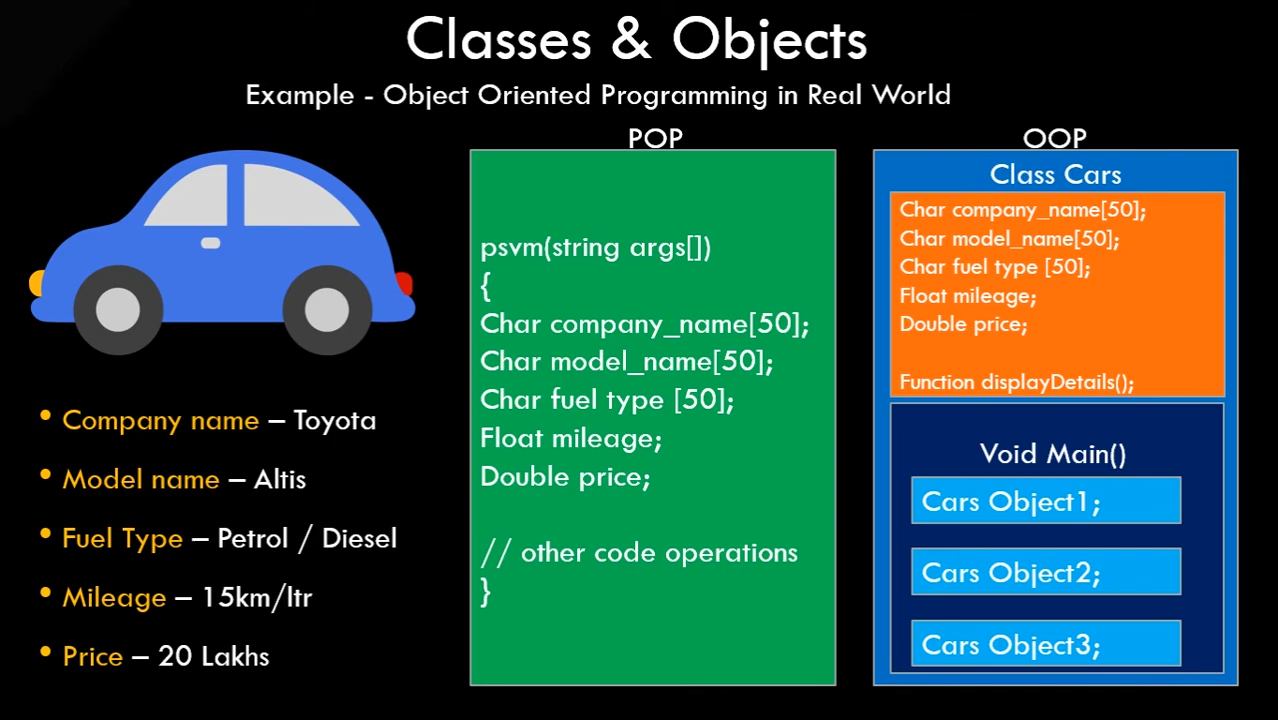 Classes & Objects
Example - Object Oriented Programming in Real World
• Company name – Toyota
• Model name – Altis
• Fuel Type – Petrol / Diesel
• Mileage – 15km/ltr
• Price – 20 Lakhs
POP
psvm(string args[])
{
Char company_name[50];
Char model_name[50];
Char fuel type [50];
Float mileage;
Double price;
// other code operations
}
OOP
Class Cars
Char company_name[50];
Char model_name[50];
Char fuel type [50];
Float mileage;
Double price;
Function displayDetails();
Void Main()
Cars Object1;
Cars Object2;
Cars Object3;